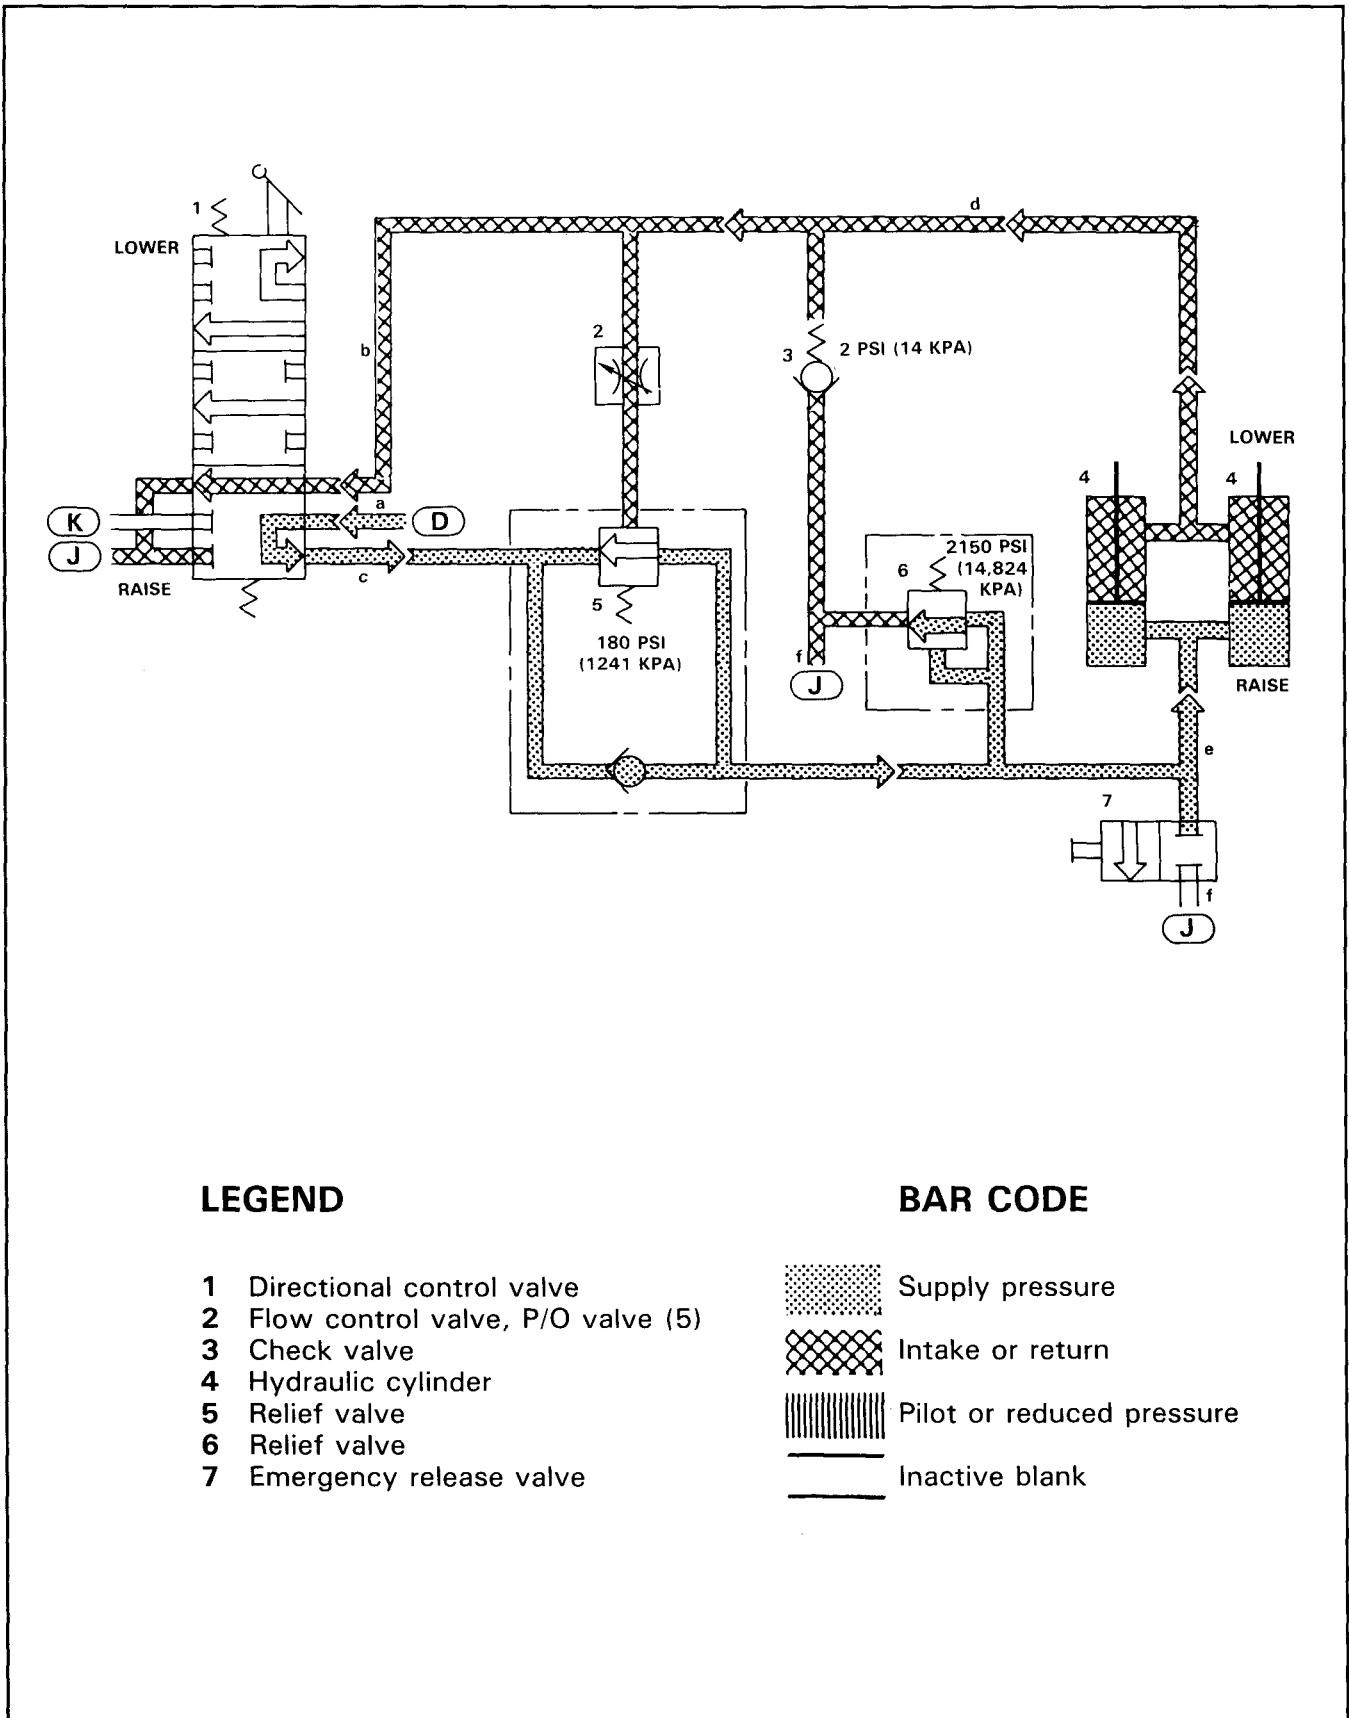 d
1
LOWER
2
3
2 PSI (14 KPA)
b
LOWER
4
4
a
K
D
J
c
RAISE
5
180 PSI
(1241 KPA)
6
2150 PSI
(14,824
KPA)
f
J
RAISE
e
7
f
J
LEGEND
1 Directional control valve
2 Flow control valve, P/O valve (5)
3 Check valve
4 Hydraulic cylinder
5 Relief valve
6 Relief valve
7 Emergency release valve
BAR CODE
Supply pressure
Intake or return
Pilot or reduced pressure
Inactive blank